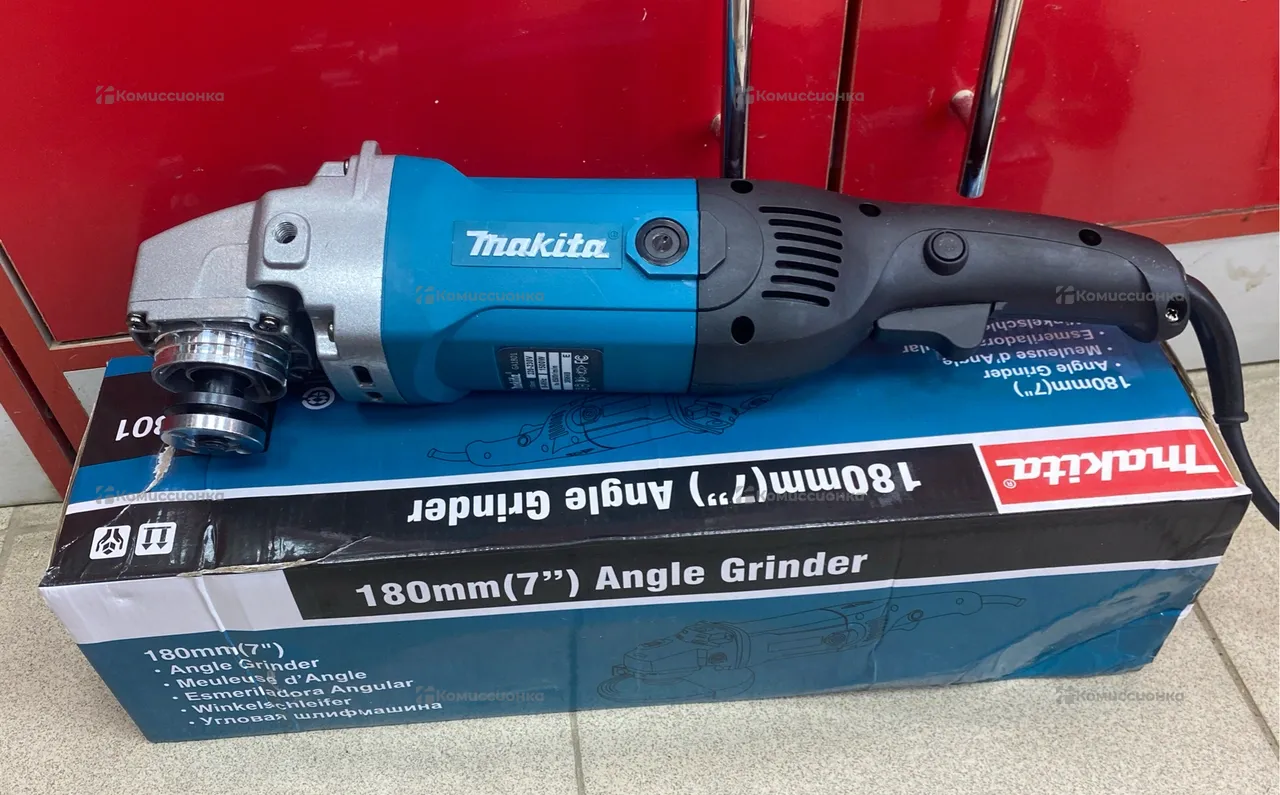 Комиссионка
Комиссионка
makita
Комиссионка
Комиссионка
180mm(7")
• Angle Grinder
• Meuleuse d'Angle
• Esmeriladora
makita®
180mm(7") Angle Grinder
Комиссионка
Комиссионка
180mm(7”) Angle Grinder
180mm(7")
• Angle Grinder
• Meuleuse d'Angle
• Esmeriladora Angular
• Winkelschleifer
• Угловая шлифмашина
Комиссионка
Комиссионка